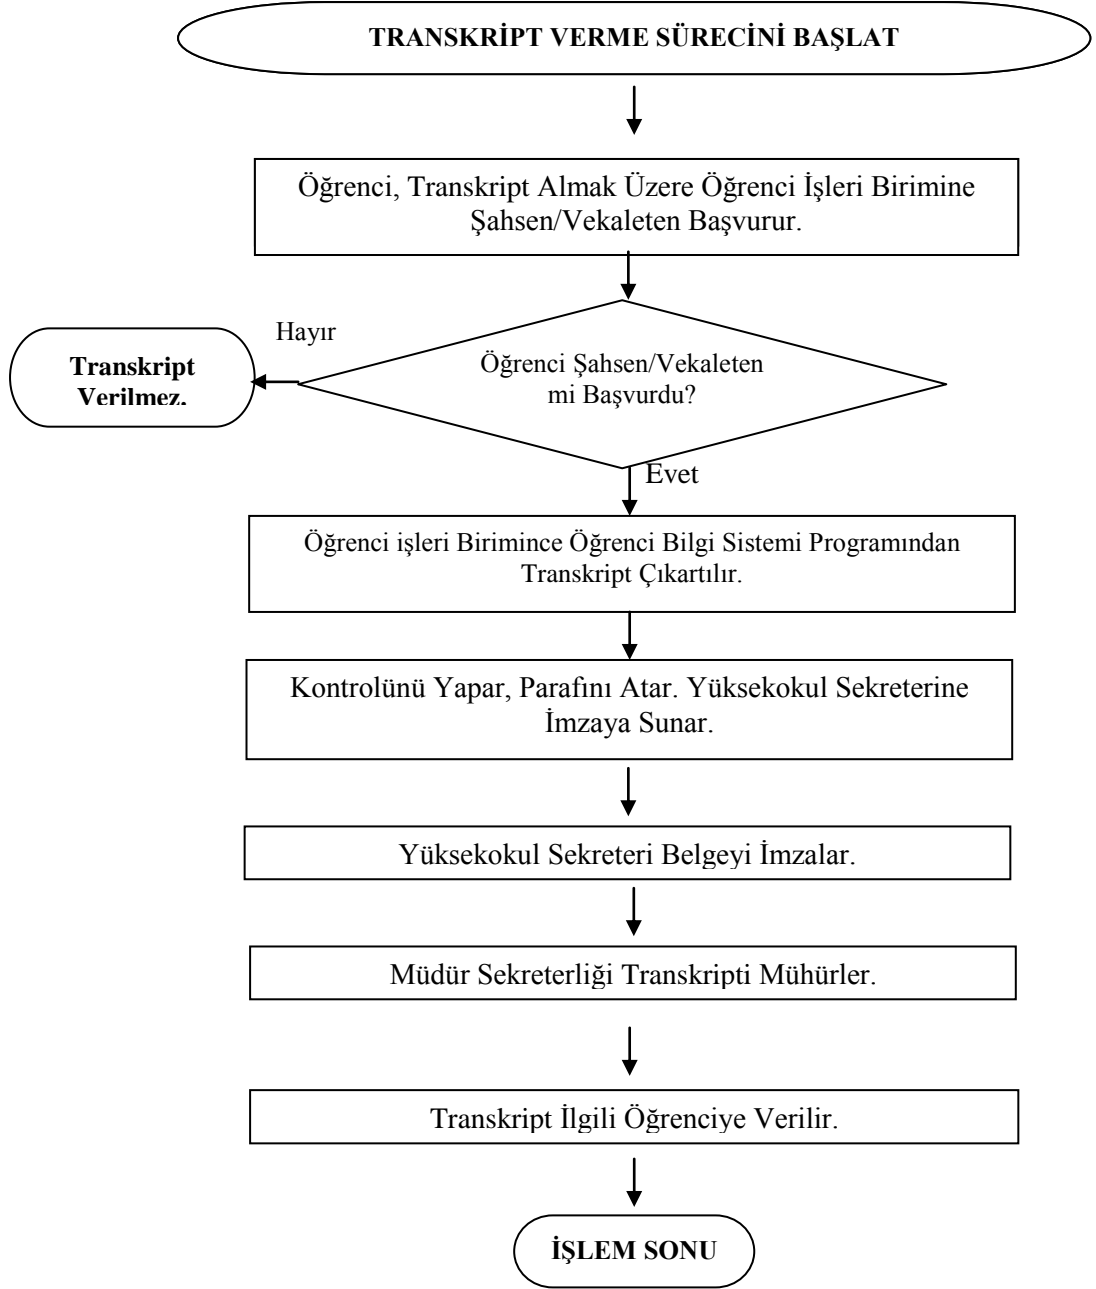 TRANSKRİPT VERME SÜRECİNİ BAŞLAT
Öğrenci, Transkript Almak Üzere Öğrenci İşleri Birimine
Şahsen/Vekaleten Başvurur.
Hayır
Öğrenci Şahsen/Vekaleten
mi Başvurdu?
Transkript
Verilmez.
Evet
Öğrenci işleri Birimince Öğrenci Bilgi Sistemi Programından
Transkript Çıkartılır.
Kontrolünü Yapar, Parafını Atar. Yüksekokul Sekreterine
İmzaya Sunar.
Yüksekokul Sekreteri Belgeyi İmzalar.
Müdür Sekreterliği Transkripti Mühürler.
Transkript İlgili Öğrenciye Verilir.
İŞLEM SONU